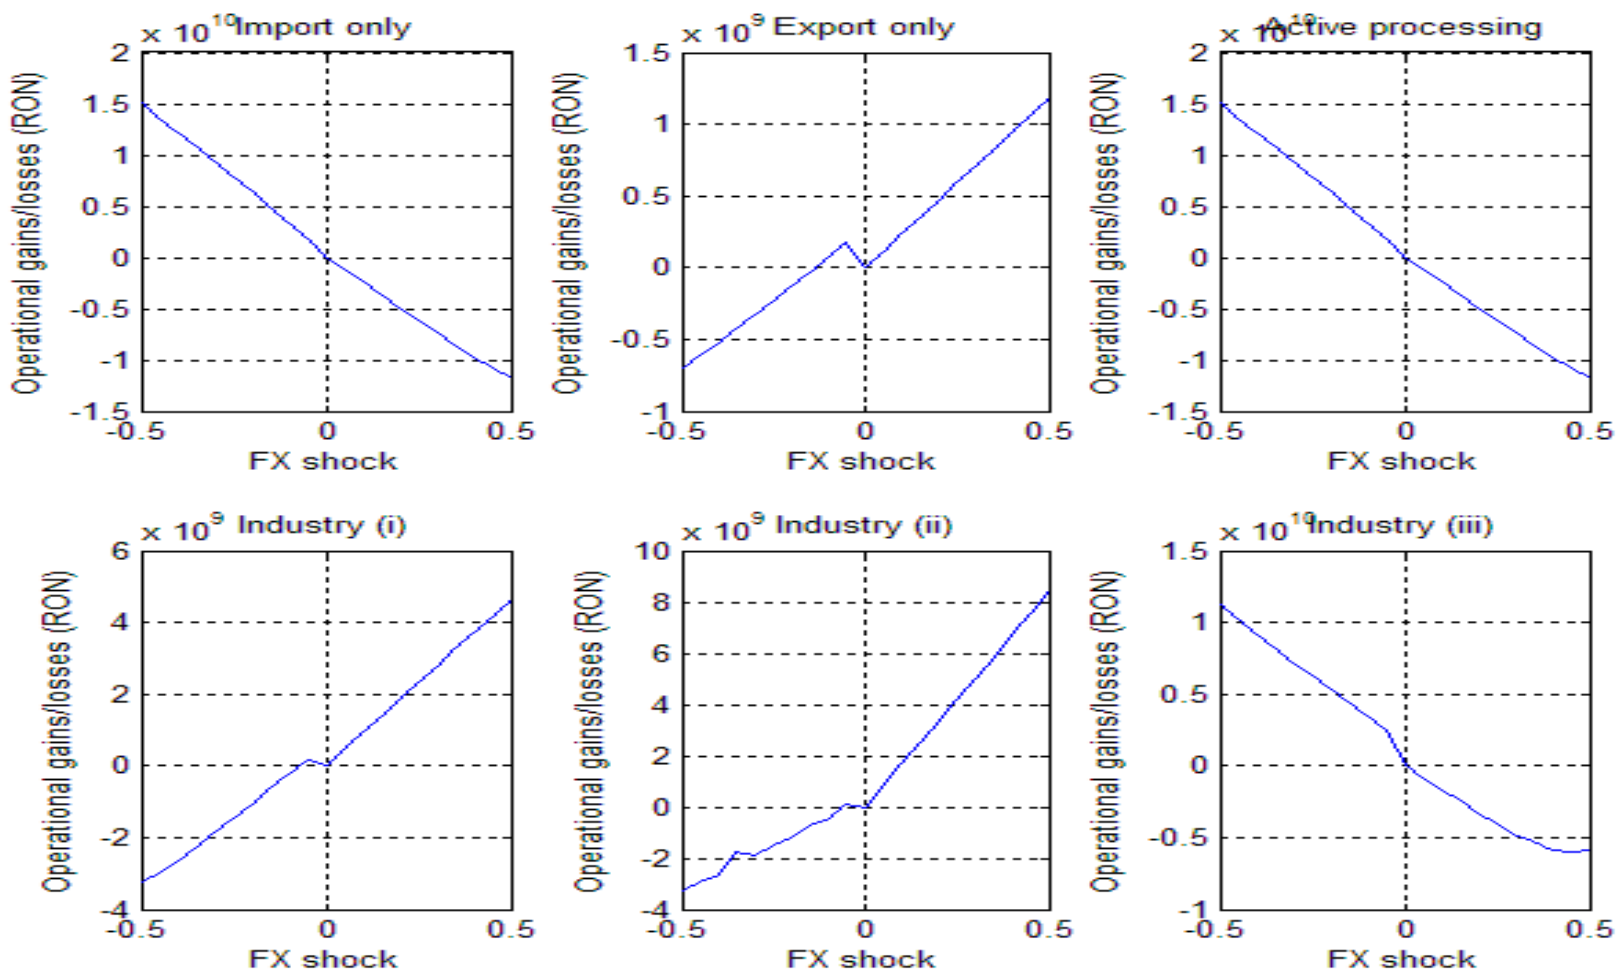 x 10^10 Import only
Operational gains/losses (RON)
2
1.5
1
0.5
0
-0.5
-1
-1.5
-0.5 0 0.5
FX shock
x 10^9 Export only
Operational gains/losses (RON)
1.5
1
0.5
0
-0.5
-1
-0.5 0 0.5
FX shock
x 10^10 Active processing
Operational gains/losses (RON)
2
1.5
1
0.5
0
-0.5
-1
-1.5
-0.5 0 0.5
FX shock
x 10^9 Industry (i)
Operational gains/losses (RON)
6
4
2
0
-2
-4
-0.5 0 0.5
FX shock
x 10^9 Industry (ii)
Operational gains/losses (RON)
10
8
6
4
2
0
-2
-4
-0.5 0 0.5
FX shock
x 10^10 Industry (iii)
Operational gains/losses (RON)
1.5
1
0.5
0
-0.5
-1
-0.5 0 0.5
FX shock